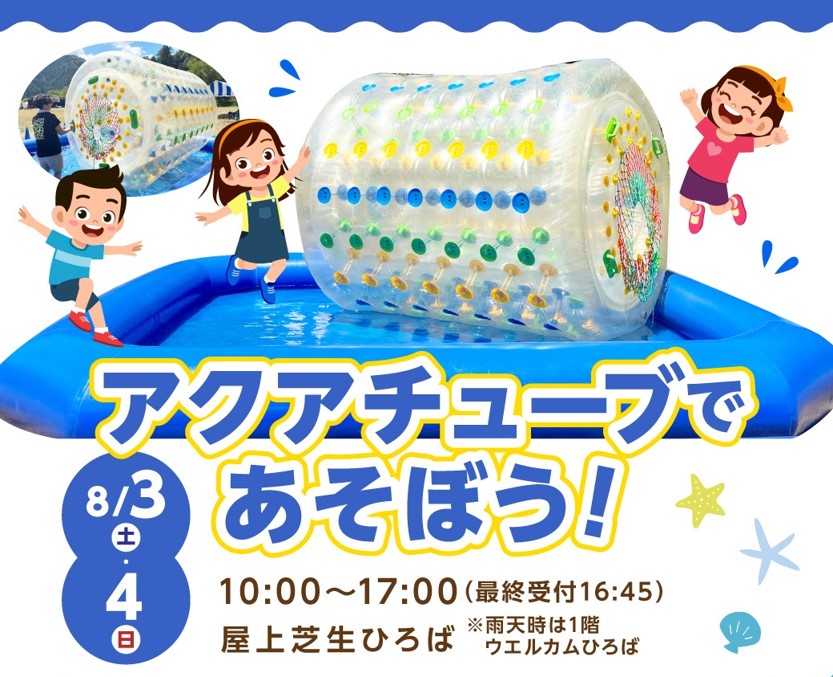 アクアチューブで
あそぼう!
8/3
土
・
4
日
10:00〜17:00(最終受付16:45)
屋上芝生ひろば ※雨天時は1階
ウエルカムひろば